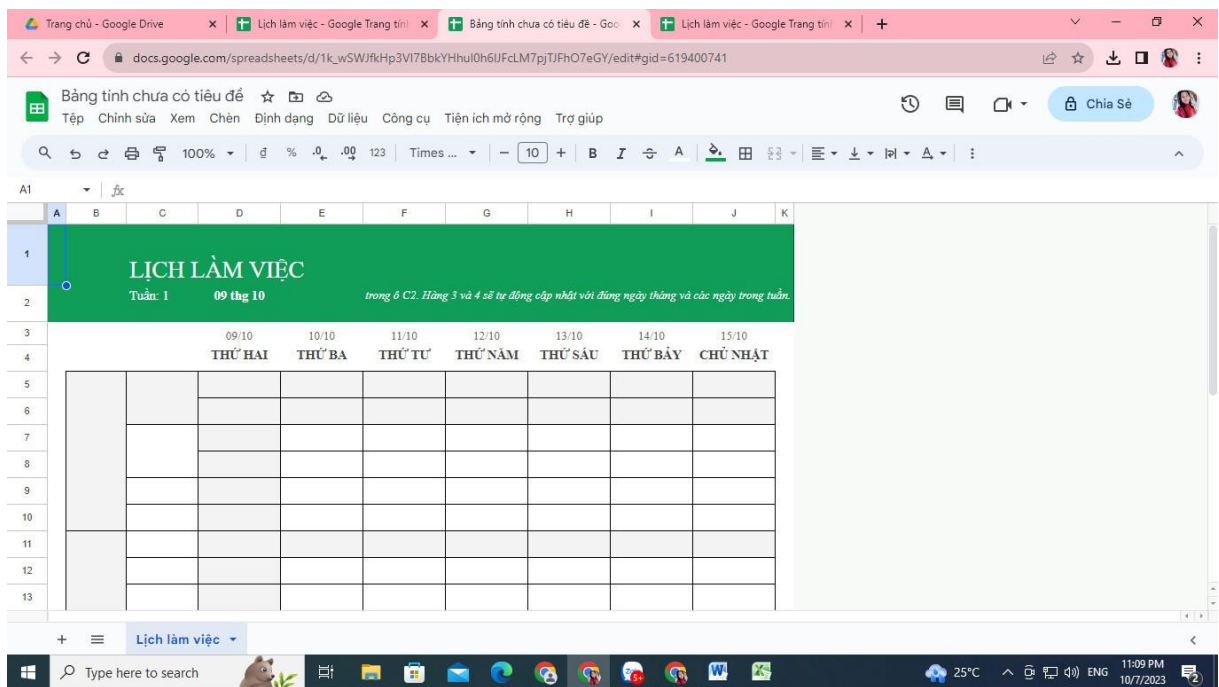 Trang chủ - Google Drive
Lịch làm việc - Google Trang tính
Bảng tính chưa có tiêu đề - Goo
Lịch làm việc - Google Trang tính
docs.google.com/spreadsheets/d/
/edit#gid=619400741
Bảng tính chưa có tiêu đề
Chia Sẻ
Tệp Chỉnh sửa Xem Chèn Định dạng Dữ liệu Công cụ Tiện ích mở rộng Trợ giúp
100% đ % .0 .00 123 Times ... 10 B I A
A1 fx
A B C D E F G H I J K
1
LỊCH LÀM VIỆC
2 Tuần: 1 09 thg 10 trong ô C2. Hàng 3 và 4 sẽ tự động cập nhật với đúng ngày tháng và các ngày trong tuần.
3 09/10 10/10 11/10 12/10 13/10 14/10 15/10
4 THỨ HAI THỨ BA THỨ TƯ THỨ NĂM THỨ SÁU THỨ BẢY CHỦ NHẬT
5
6
7
8
9
10
11
12
13
Lịch làm việc
Type here to search
25°C ENG 11:09 PM
10/7/2023
2